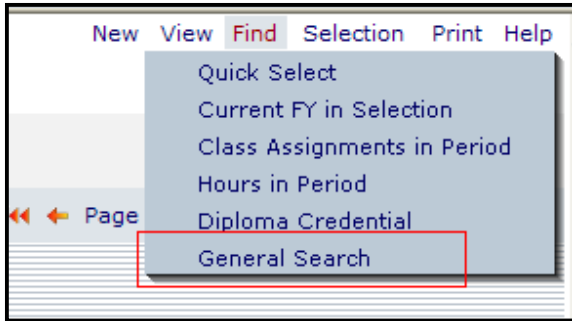 New View Find Selection Print Help
Quick Select
Current FY in Selection
Class Assignments in Period
Hours in Period
Page
Diploma Credential
General Search